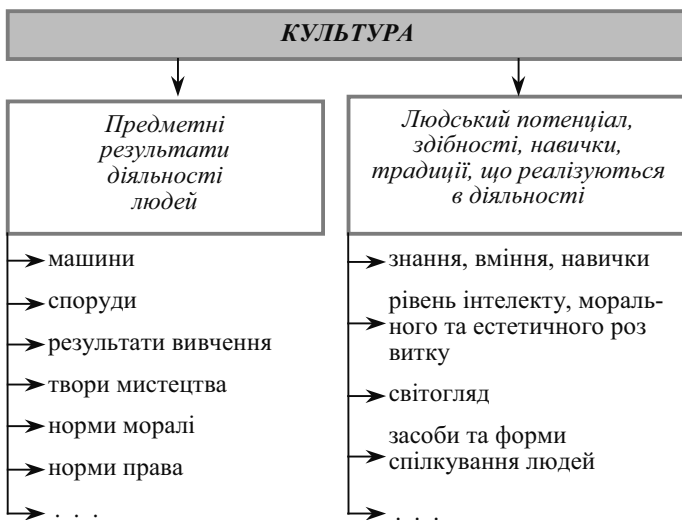 КУЛЬТУРА
Предметні
результати
діяльності
людей
машини
споруди
результати вивчення
твори мистецтва
норми моралі
норми права
. . .
Людський потенціал,
здібності, навички,
традиції, що реалізуються
в діяльності
знання, вміння, навички
рівень інтелекту, мораль-
ного та естетичного роз
витку
світогляд
засоби та форми
спілкування людей
. . .